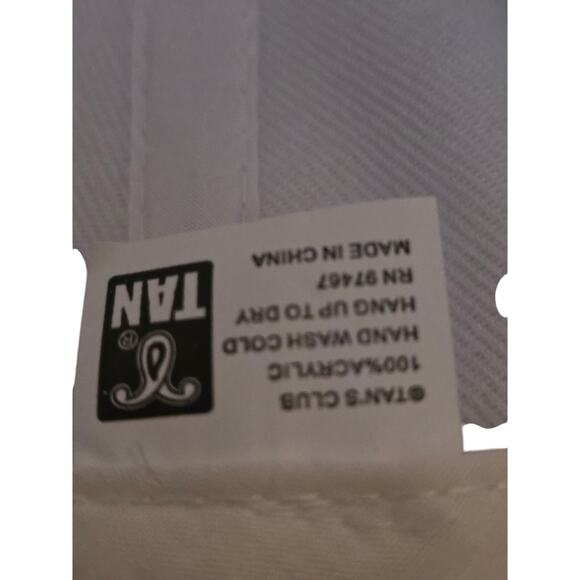 ®
TAN
©TAN'S CLUB
100%ACRYLIC
HAND WASH COLD
HANG UP TO DRY
RN 97467
MADE IN CHINA